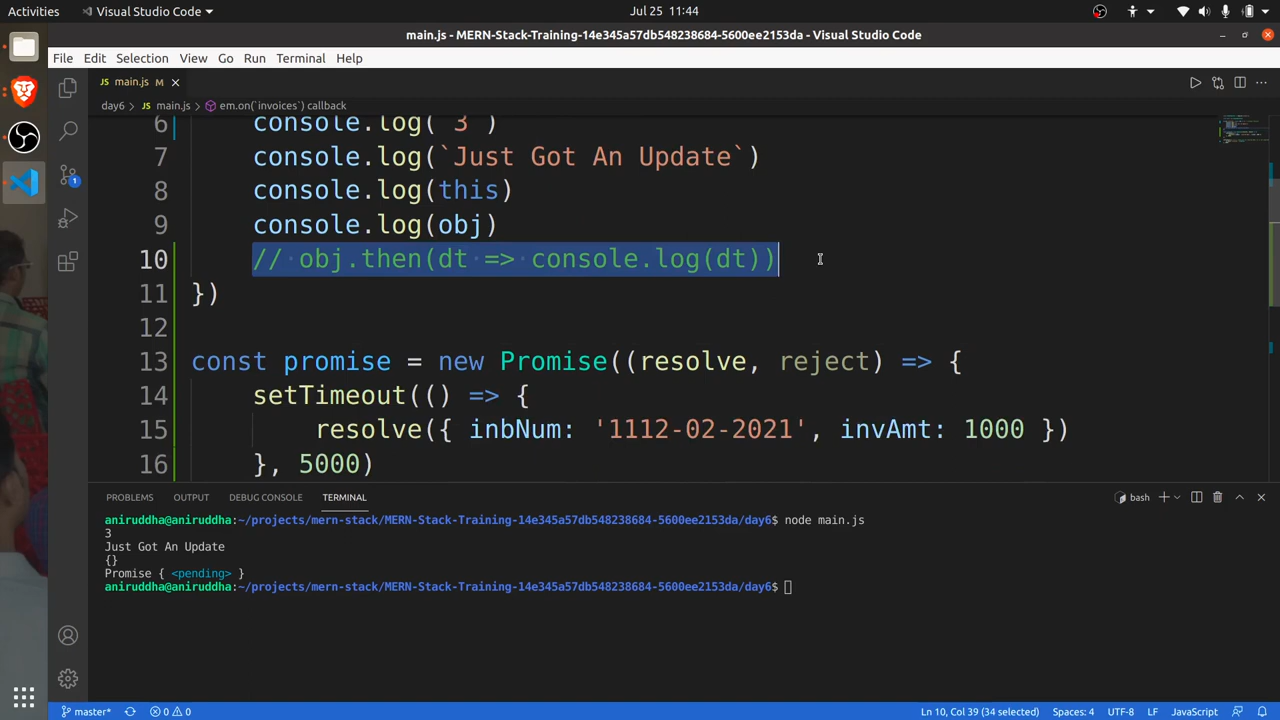 Activities Visual Studio Code Jul 25 11:44
main.js - MERN-Stack-Training-14e345a57db548238684-5600ee2153da - Visual Studio Code
File Edit Selection View Go Run Terminal Help
JS main.js M
day6 > JS main.js > em.on(`invoices`) callback
6 console.log(`3`)
7 console.log(`Just Got An Update`)
8 console.log(this)
9 console.log(obj)
10 // obj.then(dt => console.log(dt))
11 })
12
13 const promise = new Promise((resolve, reject) => {
14 setTimeout(() => {
15 resolve({ inbNum: '1112-02-2021', invAmt: 1000 })
16 }, 5000)
1
PROBLEMS OUTPUT DEBUG CONSOLE TERMINAL bash
aniruddha@aniruddha:~/projects/mern-stack/MERN-Stack-Training-14e345a57db548238684-5600ee2153da/day6$ node main.js
3
Just Got An Update
{}
Promise { <pending> }
aniruddha@aniruddha:~/projects/mern-stack/MERN-Stack-Training-14e345a57db548238684-5600ee2153da/day6$
master* 0 0 Ln 10, Col 39 (34 selected) Spaces: 4 UTF-8 LF JavaScript